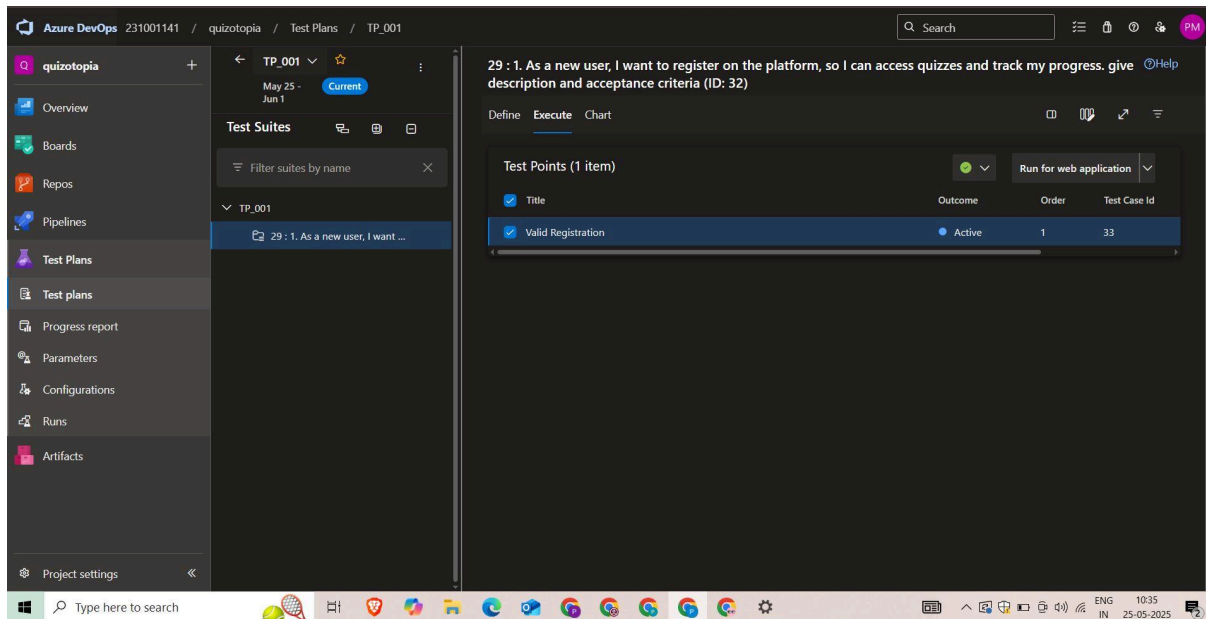 Azure DevOps 231001141 / quizotopia / Test Plans / TP_001
Search
PM
Q quizotopia +
Overview
Boards
Repos
Pipelines
Test Plans
Test plans
Progress report
Parameters
Configurations
Runs
Artifacts
Project settings
TP_001
May 25 -
Jun 1
Current
Test Suites
Filter suites by name
TP_001
29 : 1. As a new user, I want ...
29 : 1. As a new user, I want to register on the platform, so I can access quizzes and track my progress. give
description and acceptance criteria (ID: 32)
Help
Define Execute Chart
Test Points (1 item)
Run for web application
Title Outcome Order Test Case Id
Valid Registration Active 1 33
Type here to search
ENG
IN
10:35
25-05-2025
2